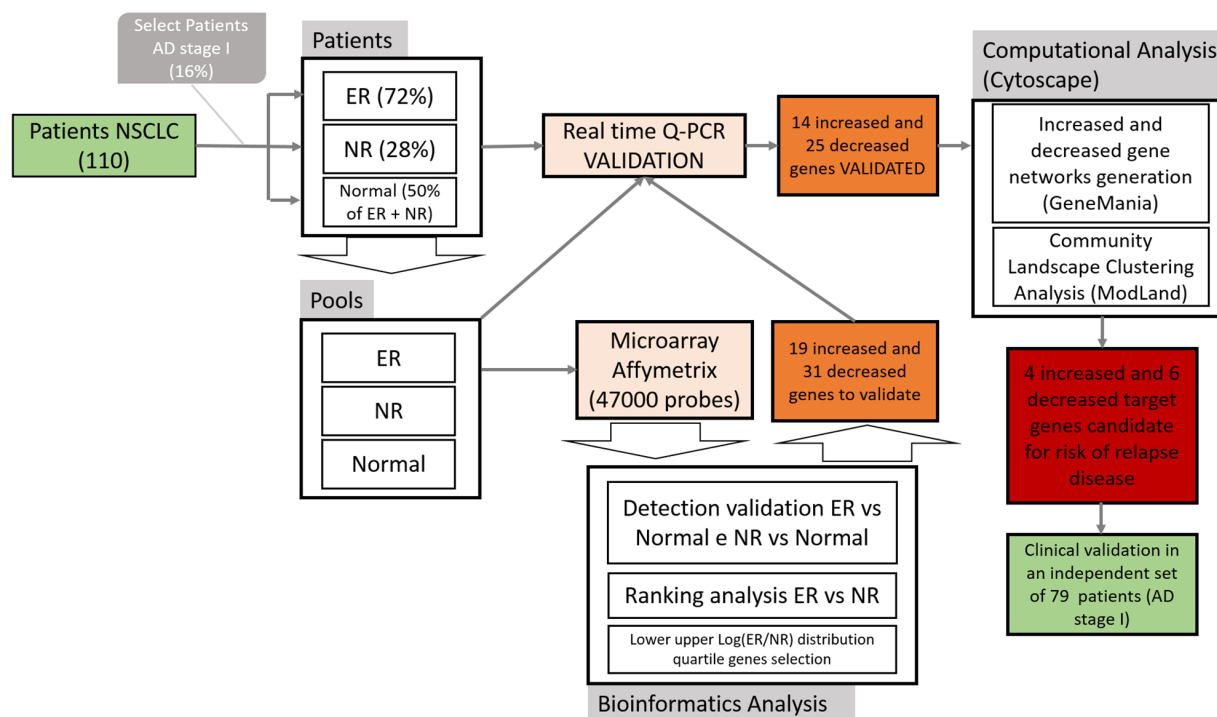 Select Patients
AD stage I
(16%)
Patients NSCLC
(110)
Patients
ER (72%)
NR (28%)
Normal (50%
of ER + NR)
Real time Q-PCR
VALIDATION
14 increased and
25 decreased
genes VALIDATED
Computational Analysis
(Cytoscape)
Increased and
decreased gene
networks generation
(GeneMania)
Community
Landscape Clustering
Analysis (ModLand)
Pools
ER
NR
Normal
Microarray
Affymetrix
(47000 probes)
19 increased and
31 decreased
genes to validate
4 increased and 6
decreased target
genes candidate
for risk of relapse
disease
Detection validation ER vs
Normal e NR vs Normal
Ranking analysis ER vs NR
Lower upper Log(ER/NR) distribution
quartile genes selection
Bioinformatics Analysis
Clinical validation in
an independent set
of 79 patients (AD
stage I)